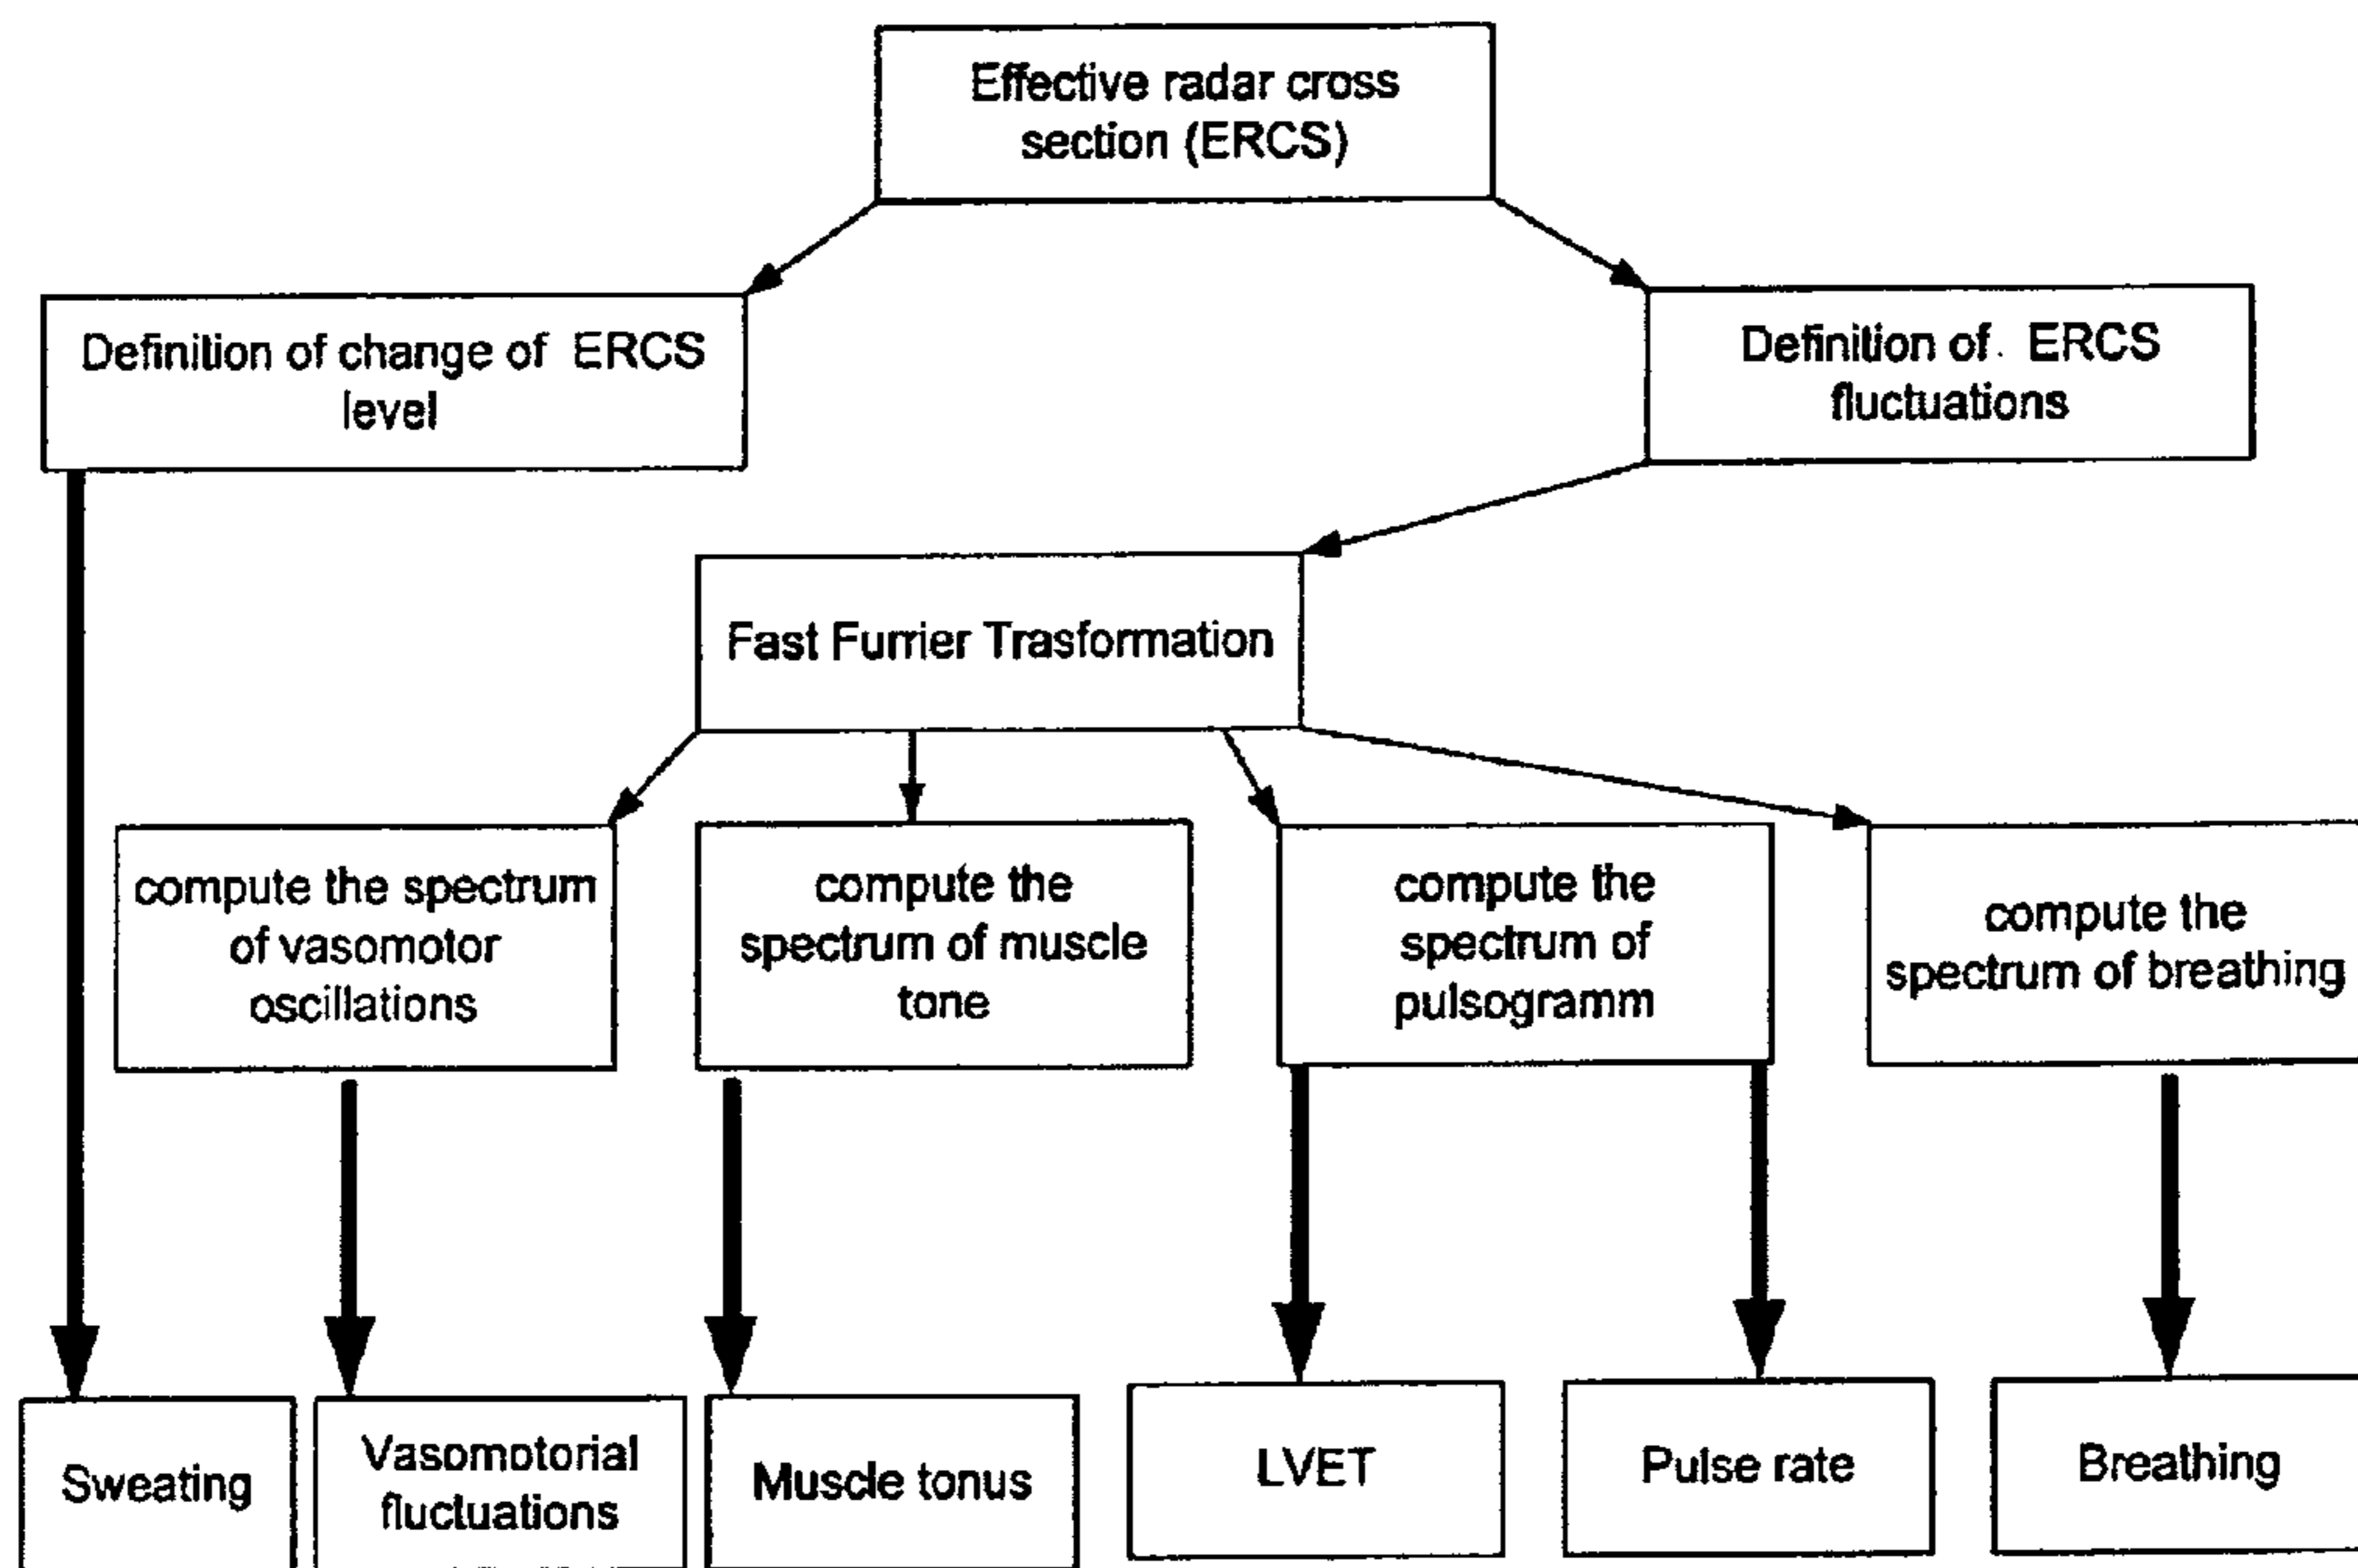 Effective radar cross
section (ERCS)
Definition of change of ERCS
level
Definition of. ERCS
fluctuations
Fast Furrier Trasformation
compute the spectrum
of vasomotor
oscillations
compute the
spectrum of muscle
tone
compute the
spectrum of
pulsogramm
compute the
spectrum of breathing
Sweating
Vasomotorial
fluctuations
Muscle tonus
LVET
Pulse rate
Breathing